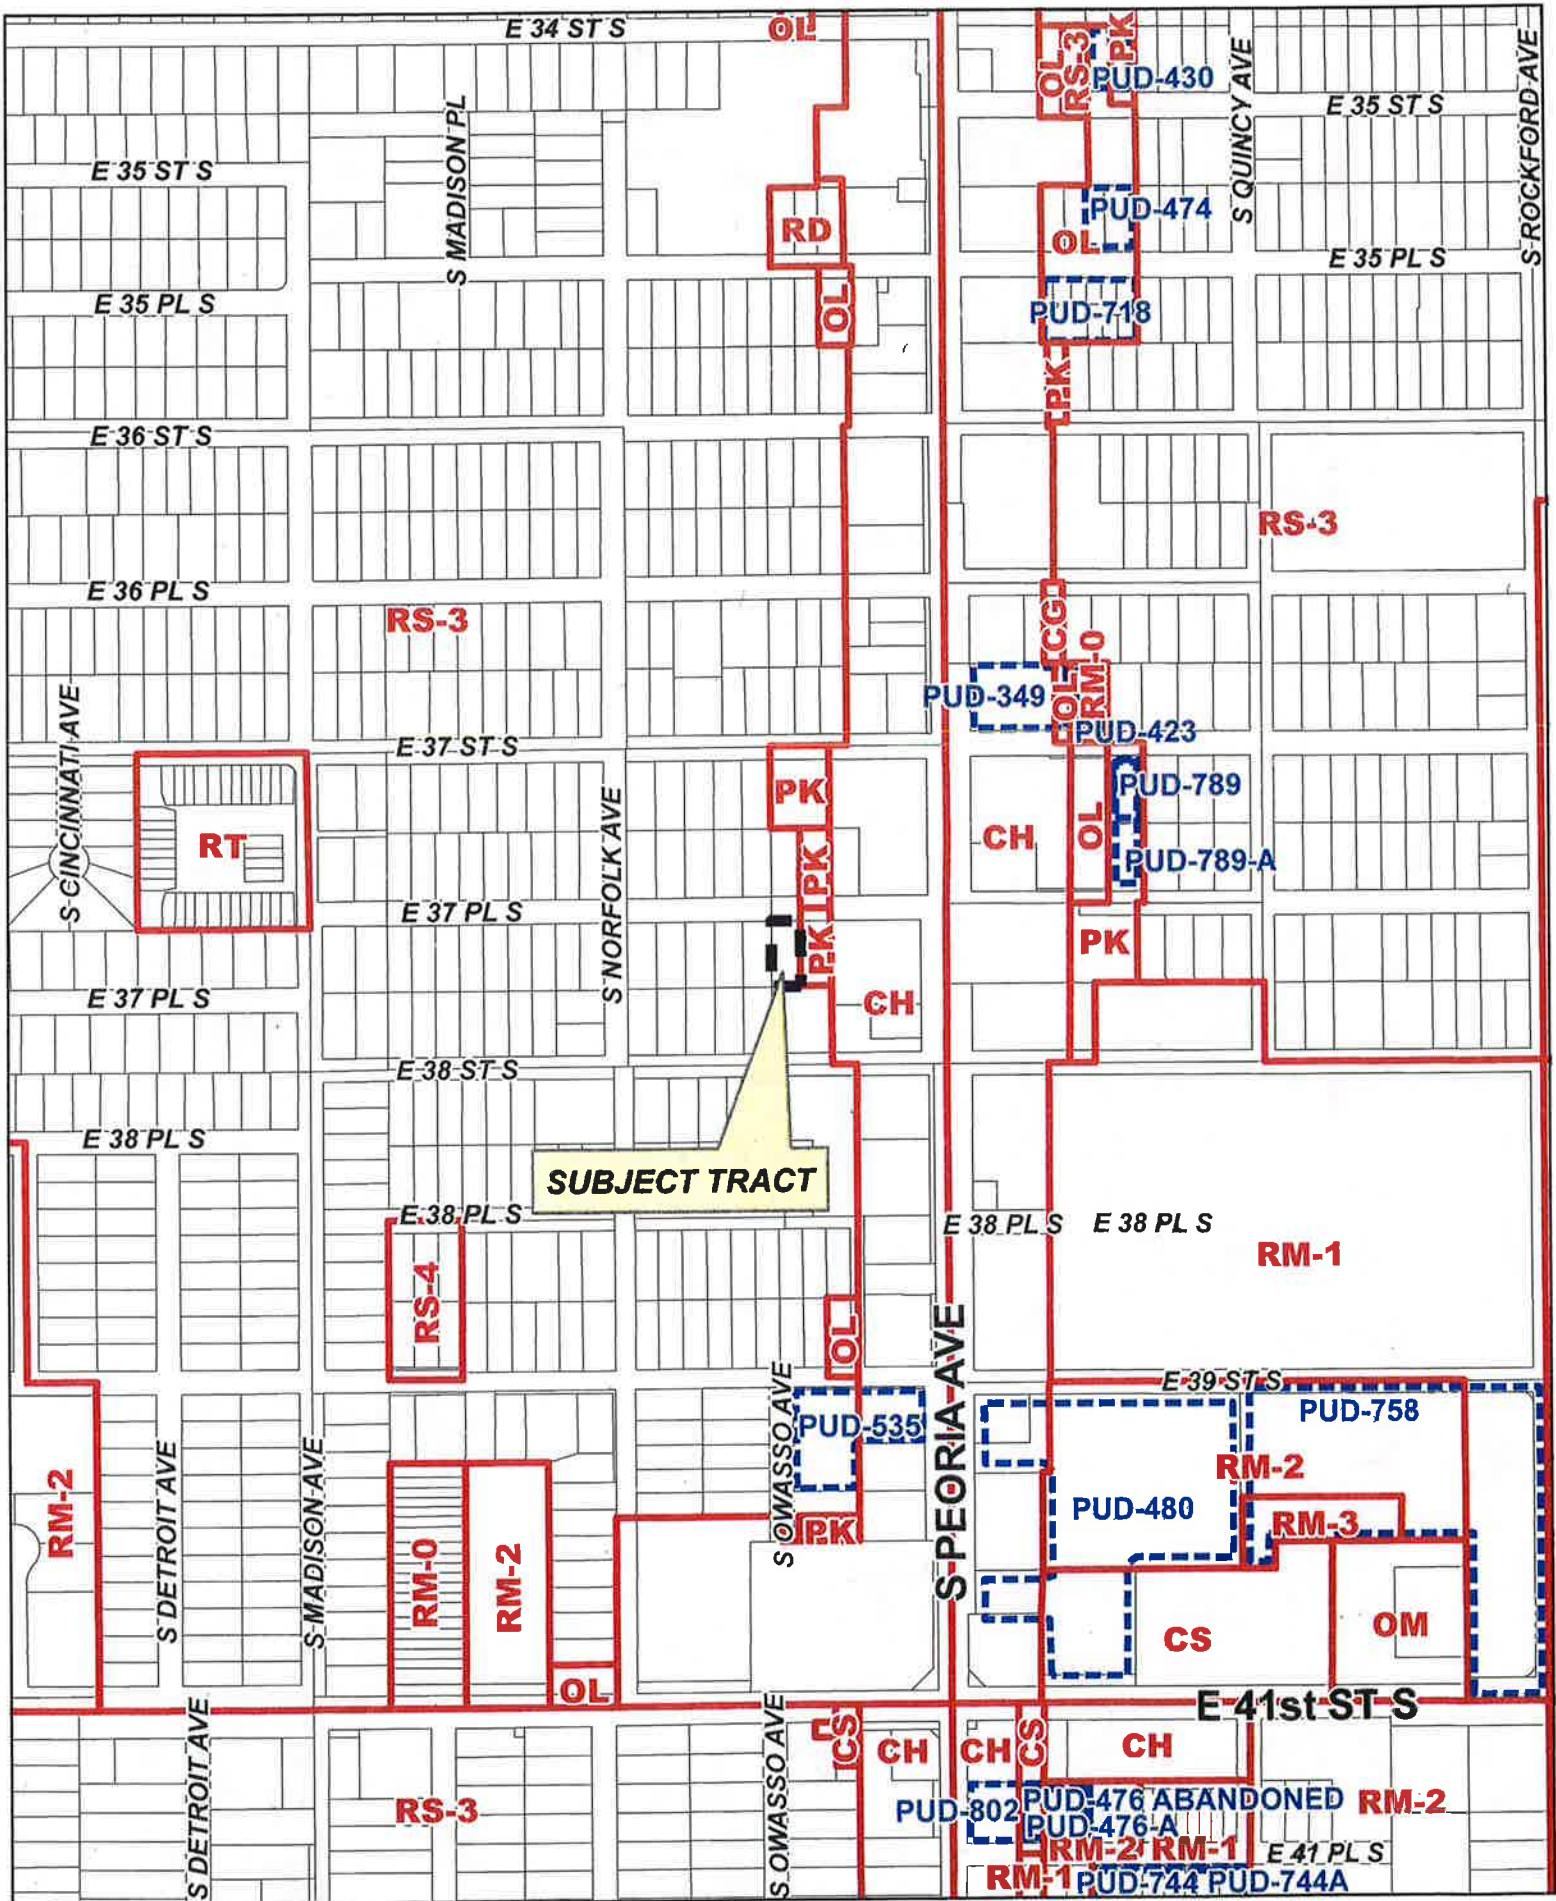 E 34 ST S
OL
OL
RS-3
PK
PUD-430
S QUINCY AVE
E 35 ST S
S ROCKFORD AVE
S MADISON PL
E 35 ST S
RD
PUD-474
OL
E 35 PL S
E 35 PL S
OL
PUD-718
PK
E 36 ST S
RS-3
E 36 PL S
RS-3
CG
RM-0
OL
PUD-349
PUD-423
S CINCINNATI AVE
E 37 ST S
PK
PUD-789
RT
S NORFOLK AVE
CH
OL
PK
PUD-789-A
E 37 PL S
PK
PK
E 37 PL S
CH
E 38 ST S
E 38 PL S
SUBJECT TRACT
E 38 PL S
E 38 PL S
E 38 PL S
RM-1
RS-4
OL
S PEORIA AVE
E 39 ST S
S OWASSO AVE
PUD-535
PUD-758
RM-2
S DETROIT AVE
S MADISON AVE
RM-2
PUD-480
RM-3
PK
RM-0
RM-2
CS
OM
OL
E 41st ST S
S DETROIT AVE
S OWASSO AVE
CS
CH
CH
CS
CH
RS-3
PUD-802
PUD-476 ABANDONED
RM-2
PUD-476-A
RM-2
RM-1
E 41 PL S
RM-1
PUD-744
PUD-744A